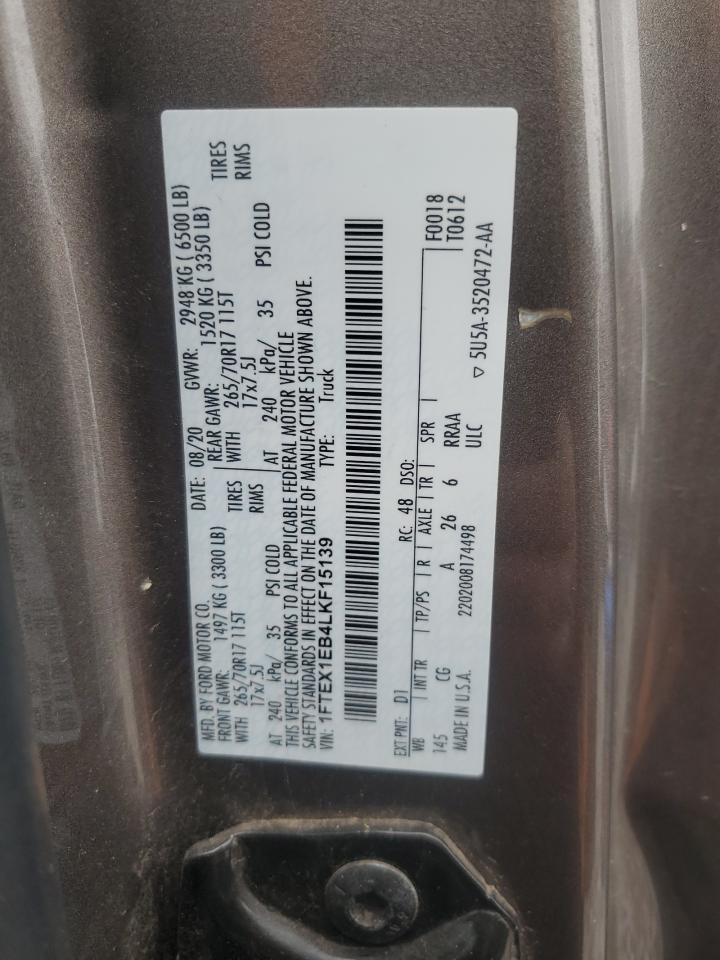 MFD. BY FORD MOTOR CO. DATE: 08/20 GVWR: 2948 KG ( 6500 LB)
FRONT GAWR: 1497 KG ( 3300 LB) REAR GAWR: 1520 KG ( 3350 LB)
WITH 265/70R17 115T TIRES WITH 265/70R17 115T TIRES
17x7.5J RIMS 17x7.5J RIMS
AT 240 kPa/ 35 PSI COLD AT 240 kPa/ 35 PSI COLD
THIS VEHICLE CONFORMS TO ALL APPLICABLE FEDERAL MOTOR VEHICLE
SAFETY STANDARDS IN EFFECT ON THE DATE OF MANUFACTURE SHOWN ABOVE.
VIN: 1FTEX1EB4LKF15139 TYPE: Truck
EXT PNT: D1 RC: 48 DSO: F0018
WB INT TR TP/PS R AXLE TR SPR T0612
145 CG A 26 6 RRAA
MADE IN U.S.A. 2202008174498 ULC
▽ 5U5A-3520472-AA